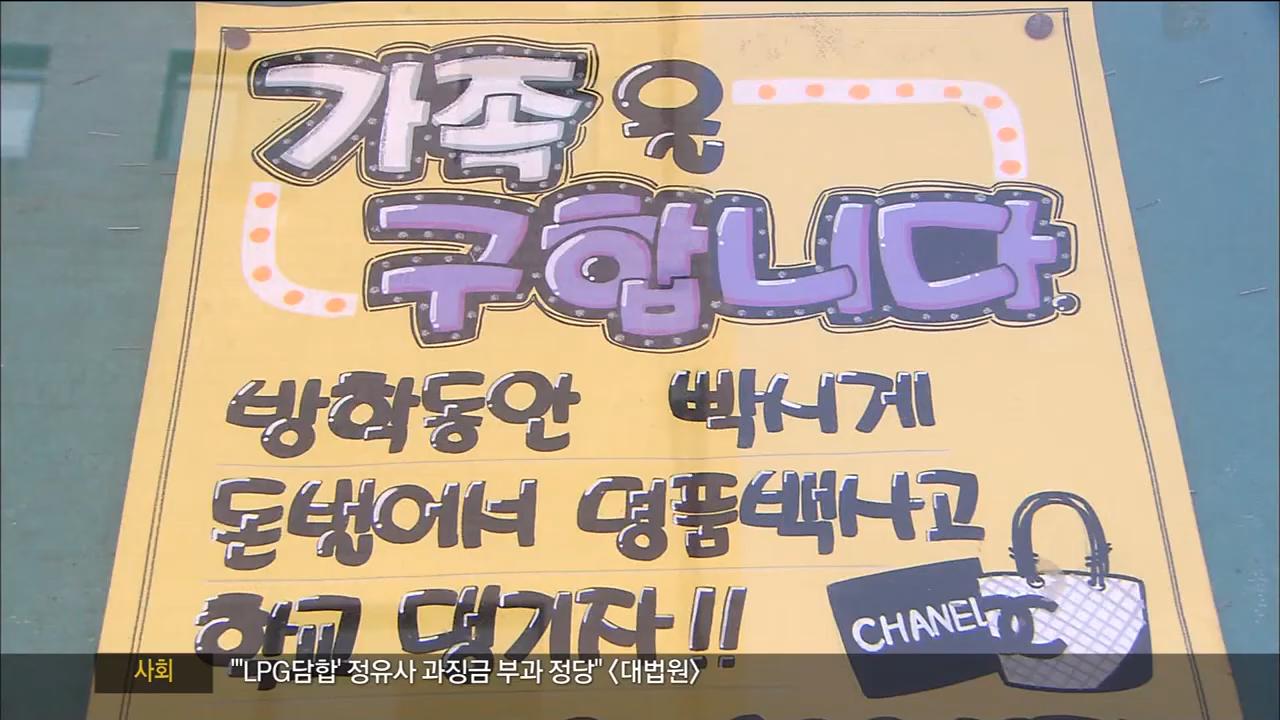 가족 옷
구합니다.
방학동안 빡시게
돈벌어서 명품백사고
학교 댕기자!!
CHANEL
사회 "'LPG담합' 정유사 과징금 부과 정당" <대법원>